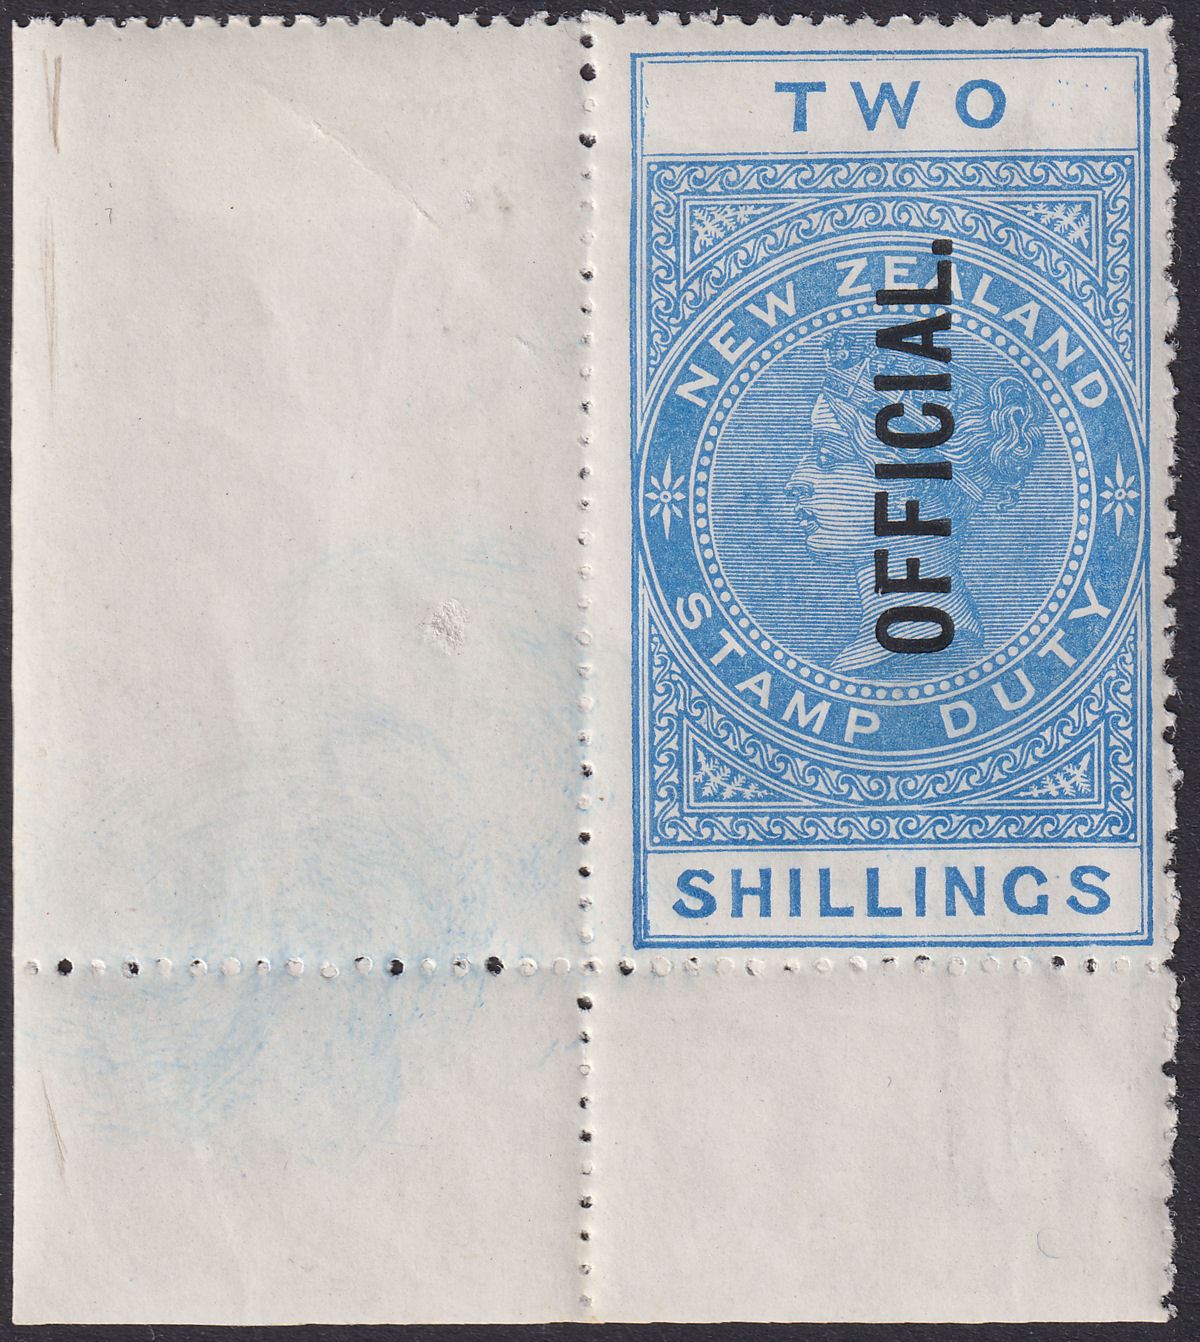 TWO
NEW ZEALAND
OFFICIAL.
STAMP DUTY
SHILLINGS